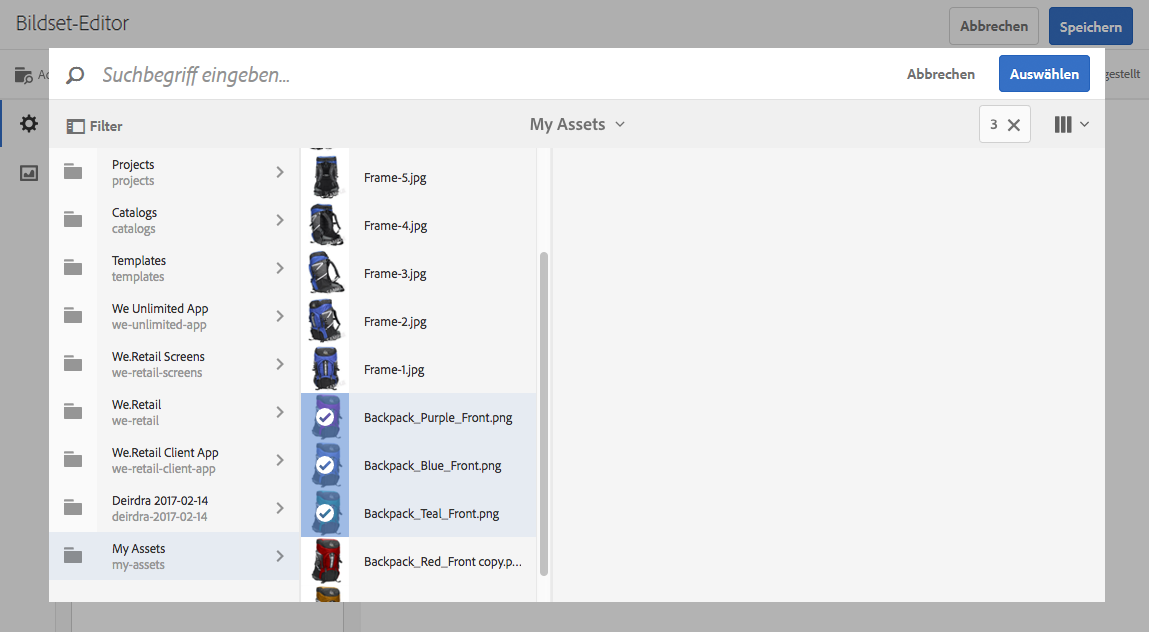 Bildset-Editor
Abbrechen
Speichern
Suchbegriff eingeben...
Abbrechen
Auswählen
gestellt
Filter
My Assets
3
Projects
projects
Catalogs
catalogs
Templates
templates
We Unlimited App
we-unlimited-app
We.Retail Screens
we-retail-screens
We.Retail
we-retail
We.Retail Client App
we-retail-client-app
Deirdra 2017-02-14
deirdra-2017-02-14
My Assets
my-assets
Frame-5.jpg
Frame-4.jpg
Frame-3.jpg
Frame-2.jpg
Frame-1.jpg
Backpack_Purple_Front.png
Backpack_Blue_Front.png
Backpack_Teal_Front.png
Backpack_Red_Front copy.p...